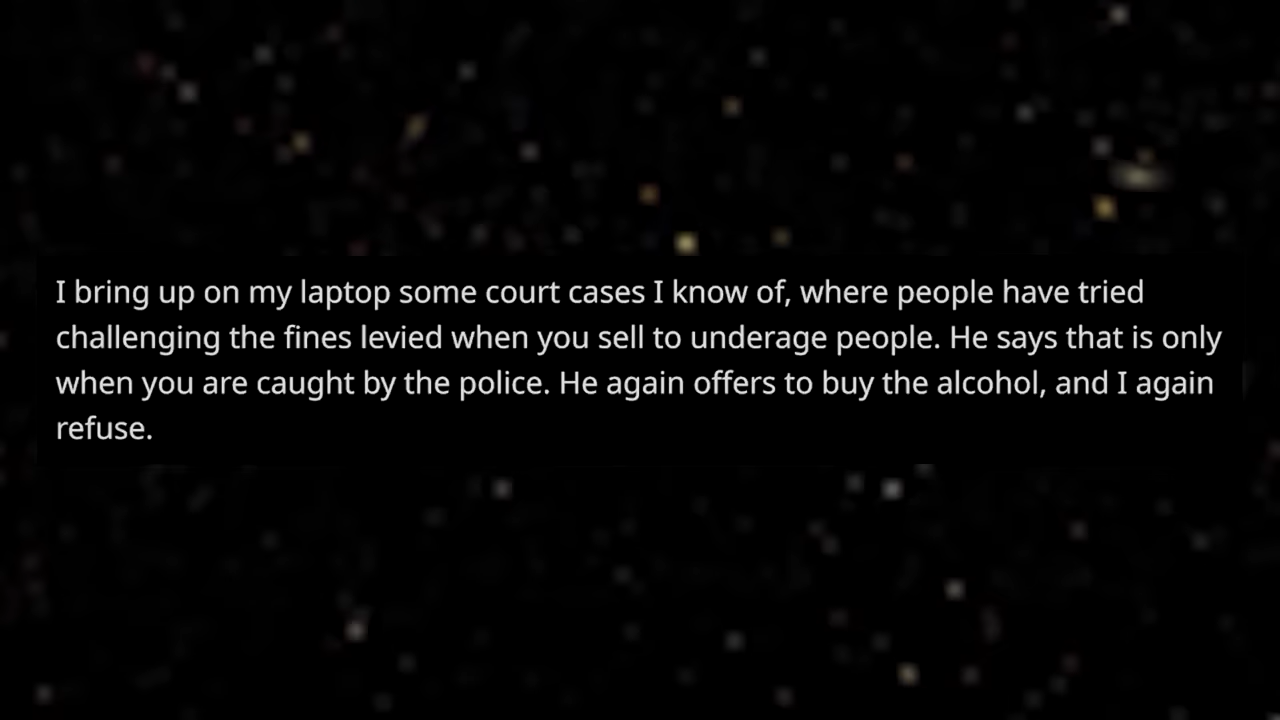 I bring up on my laptop some court cases I know of, where people have tried
challenging the fines levied when you sell to underage people. He says that is only
when you are caught by the police. He again offers to buy the alcohol, and I again
refuse.